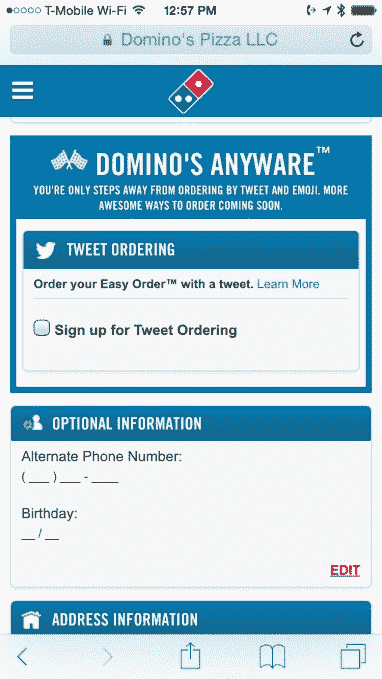 T-Mobile Wi-Fi 12:57 PM
Domino's Pizza LLC
DOMINO'S ANYWARE™
YOU'RE ONLY STEPS AWAY FROM ORDERING BY TWEET AND EMOJI. MORE
AWESOME WAYS TO ORDER COMING SOON.
TWEET ORDERING
Order your Easy Order™ with a tweet. Learn More
Sign up for Tweet Ordering
OPTIONAL INFORMATION
Alternate Phone Number:
( ___ ) ___ - ____
Birthday:
__ / __
EDIT
ADDRESS INFORMATION